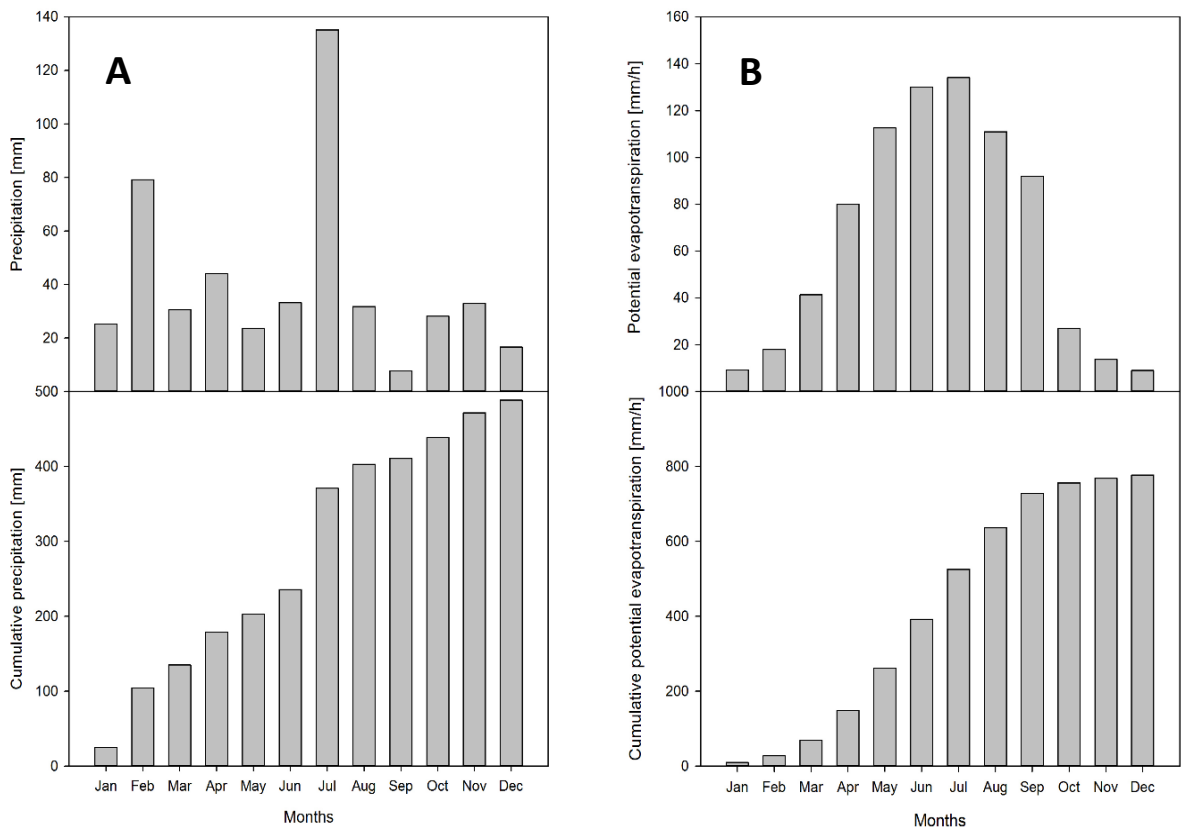 A
Precipitation [mm]
140
120
100
80
60
40
20
500
Cumulative precipitation [mm]
400
300
200
100
0
Jan Feb Mar Apr May Jun Jul Aug Sep Oct Nov Dec
Months
B
Potential evapotranspiration [mm/h]
160
140
120
100
80
60
40
20
1000
Cumulative potential evapotranspiration [mm/h]
800
600
400
200
0
Jan Feb Mar Apr May Jun Jul Aug Sep Oct Nov Dec
Months